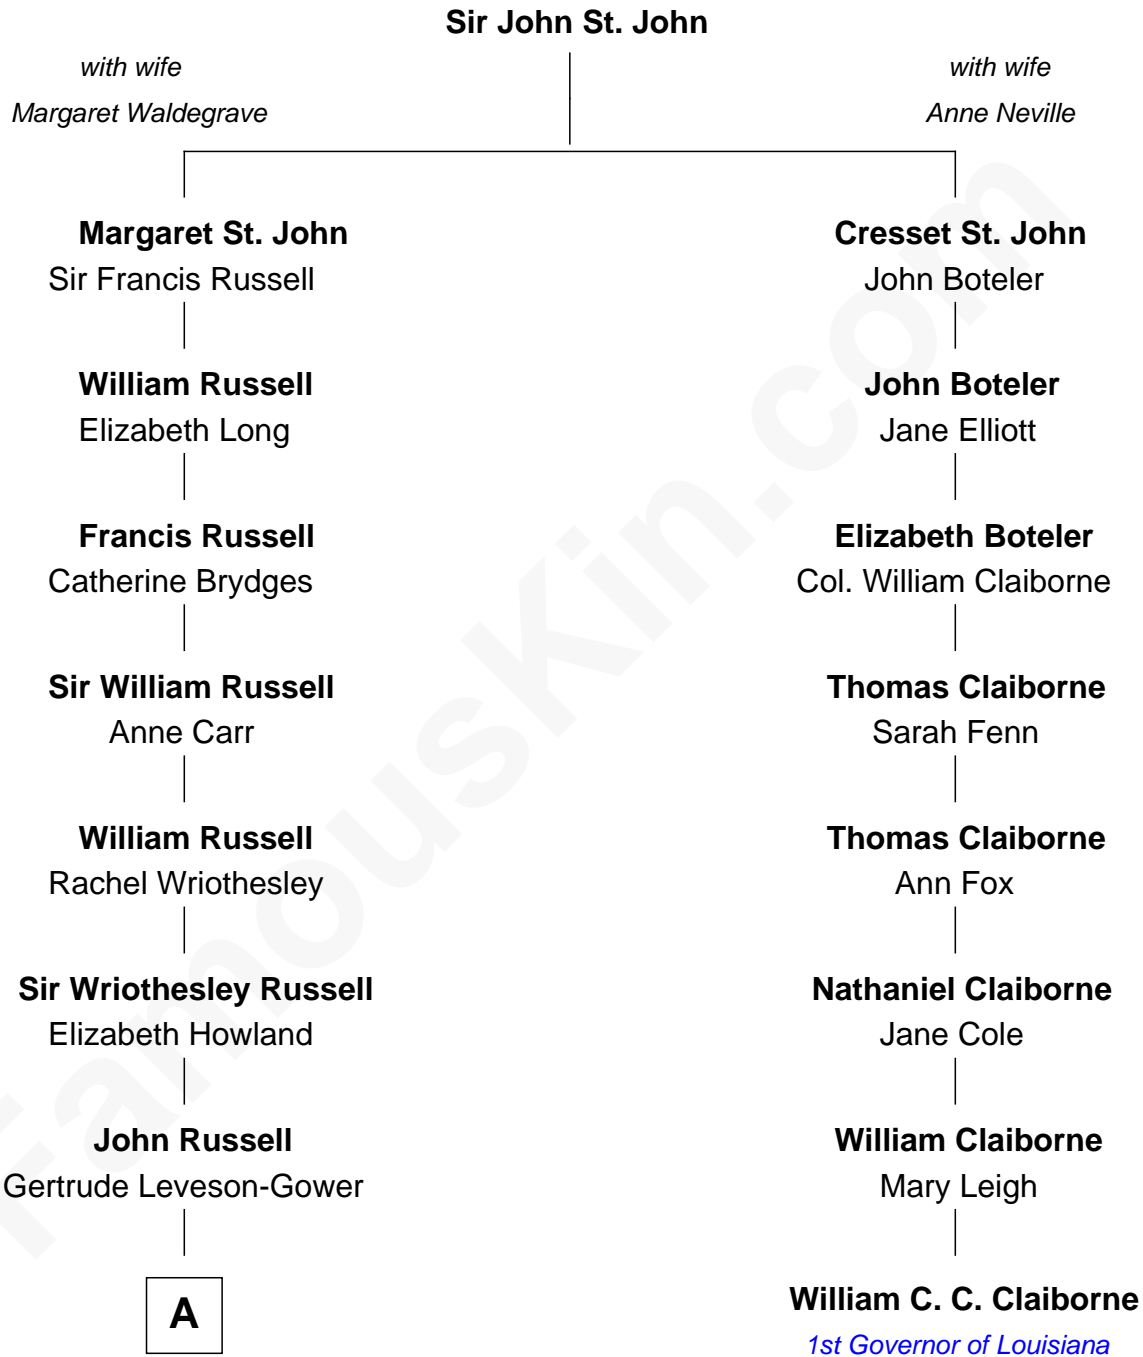 Sir John St. John
with wife
Margaret Waldegrave
with wife
Anne Neville
Margaret St. John
Sir Francis Russell
Cresset St. John
John Boteler
William Russell
Elizabeth Long
John Boteler
Jane Elliott
Francis Russell
Catherine Brydges
Elizabeth Boteler
Col. William Claiborne
Sir William Russell
Anne Carr
Thomas Claiborne
Sarah Fenn
William Russell
Rachel Wriothesley
Thomas Claiborne
Ann Fox
Sir Wriothesley Russell
Elizabeth Howland
Nathaniel Claiborne
Jane Cole
John Russell
Gertrude Leveson-Gower
William Claiborne
Mary Leigh
A
William C. C. Claiborne
1st Governor of Louisiana
FamousKin.com